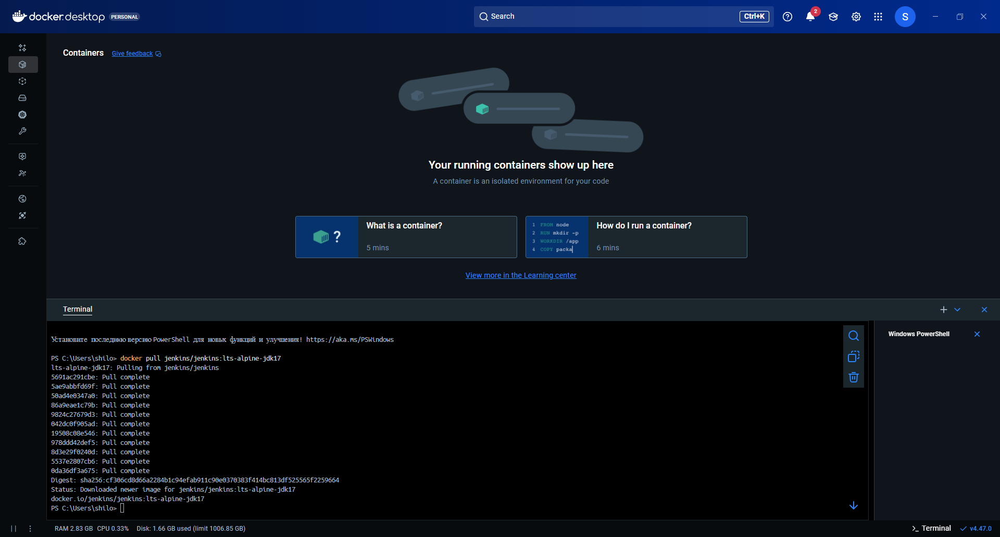 docker.desktop PERSONAL
Search
Ctrl+K
2
S
Containers Give feedback
Your running containers show up here
A container is an isolated environment for your code
?
What is a container?
5 mins
1 FROM node
2 RUN mkdir -p
3 WORKDIR /app
4 COPY packa
How do I run a container?
6 mins
View more in the Learning center
Terminal
Установите последнюю версию PowerShell для новых функций и улучшения! https://aka.ms/PSWindows
PS C:\Users\shilo> docker pull jenkins/jenkins:lts-alpine-jdk17
lts-alpine-jdk17: Pulling from jenkins/jenkins
5691ac291cbe: Pull complete
5ae9abbfd69f: Pull complete
50ad4e0347a0: Pull complete
86a9eae1c79b: Pull complete
9824c27679d3: Pull complete
042dc0f905ad: Pull complete
19508c08e546: Pull complete
978ddd42def5: Pull complete
8d3e29f0240d: Pull complete
5537e2807cb6: Pull complete
0da36df3a675: Pull complete
Digest: sha256:cf306cd8d66a2284b1c94efab911c90e0370383f414bc813df525565f2259664
Status: Downloaded newer image for jenkins/jenkins:lts-alpine-jdk17
docker.io/jenkins/jenkins:lts-alpine-jdk17
PS C:\Users\shilo>
Windows PowerShell
RAM 2.83 GB CPU 0.33% Disk: 1.66 GB used (limit 1006.85 GB)
Terminal
v4.47.0